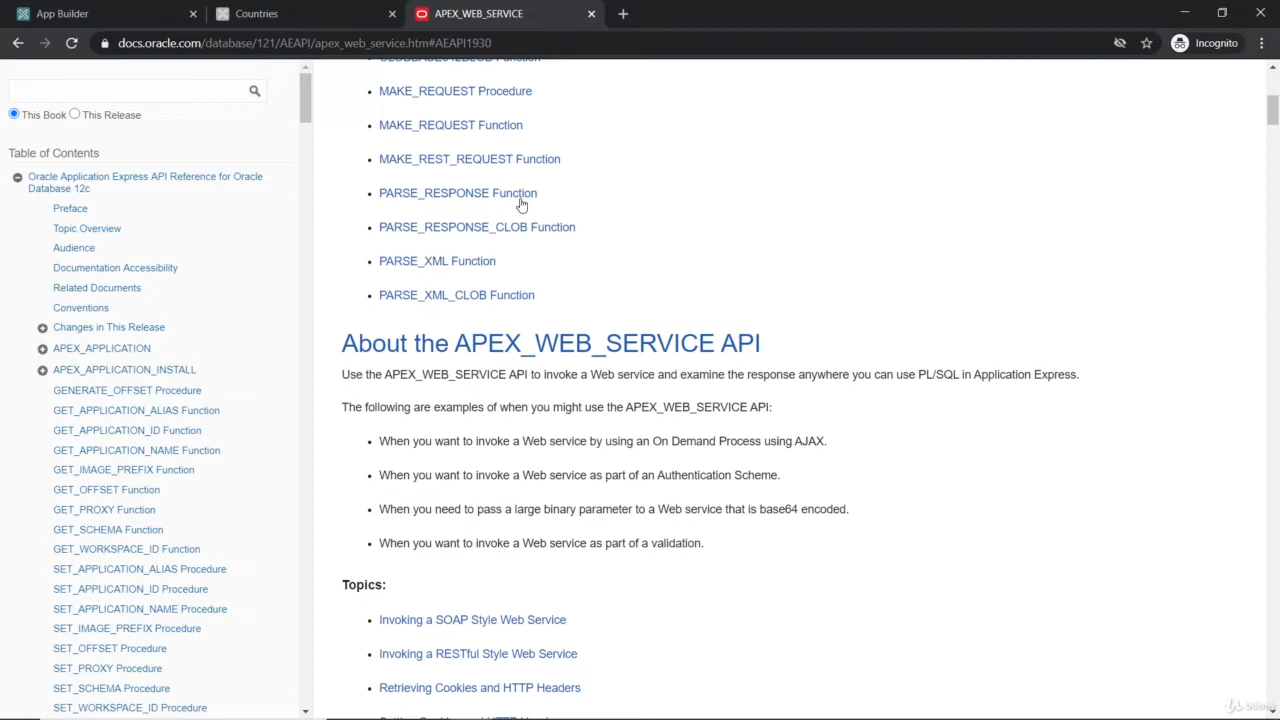 App Builder
Countries
APEX_WEB_SERVICE
docs.oracle.com/database/121/AEAPI/apex_web_service.htm#AEAPI1930
Incognito
This Book This Release
Table of Contents
Oracle Application Express API Reference for Oracle
Database 12c
Preface
Topic Overview
Audience
Documentation Accessibility
Related Documents
Conventions
Changes in This Release
APEX_APPLICATION
APEX_APPLICATION_INSTALL
GENERATE_OFFSET Procedure
GET_APPLICATION_ALIAS Function
GET_APPLICATION_ID Function
GET_APPLICATION_NAME Function
GET_IMAGE_PREFIX Function
GET_OFFSET Function
GET_PROXY Function
GET_SCHEMA Function
GET_WORKSPACE_ID Function
SET_APPLICATION_ALIAS Procedure
SET_APPLICATION_ID Procedure
SET_APPLICATION_NAME Procedure
SET_IMAGE_PREFIX Procedure
SET_OFFSET Procedure
SET_PROXY Procedure
SET_SCHEMA Procedure
SET_WORKSPACE_ID Procedure
MAKE_REQUEST Procedure
MAKE_REQUEST Function
MAKE_REST_REQUEST Function
PARSE_RESPONSE Function
PARSE_RESPONSE_CLOB Function
PARSE_XML Function
PARSE_XML_CLOB Function
About the APEX_WEB_SERVICE API
Use the APEX_WEB_SERVICE API to invoke a Web service and examine the response anywhere you can use PL/SQL in Application Express.
The following are examples of when you might use the APEX_WEB_SERVICE API:
When you want to invoke a Web service by using an On Demand Process using AJAX.
When you want to invoke a Web service as part of an Authentication Scheme.
When you need to pass a large binary parameter to a Web service that is base64 encoded.
When you want to invoke a Web service as part of a validation.
Topics:
Invoking a SOAP Style Web Service
Invoking a RESTful Style Web Service
Retrieving Cookies and HTTP Headers
Udemy